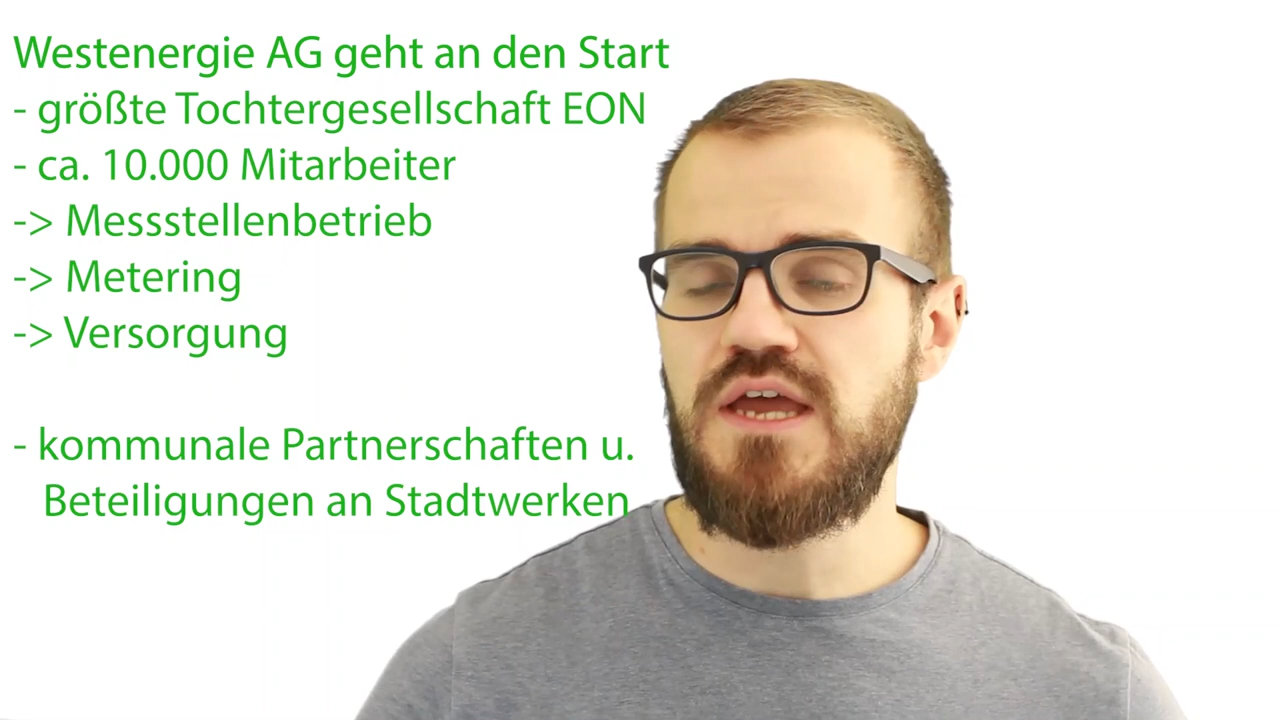 Westenergie AG geht an den Start
- größte Tochtergesellschaft EON
- ca. 10.000 Mitarbeiter
-> Messstellenbetrieb
-> Metering
-> Versorgung
- kommunale Partnerschaften u.
Beteiligungen an Stadtwerken